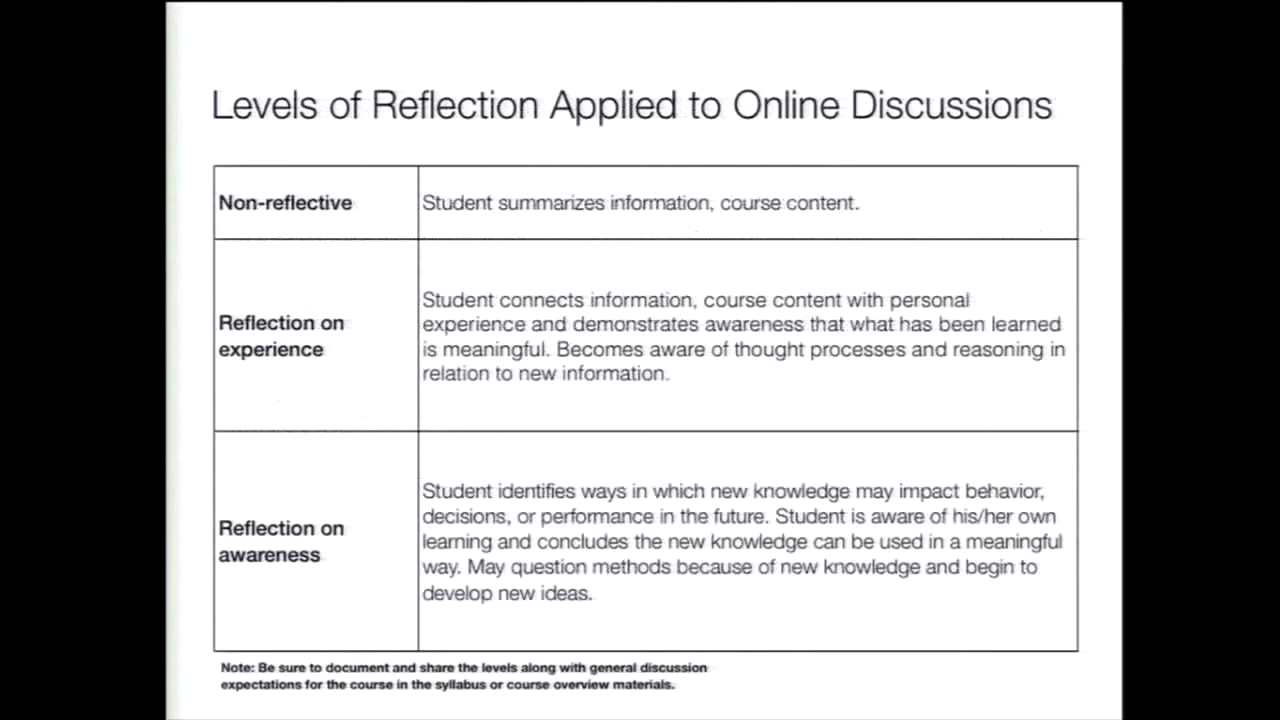 Levels of Reflection Applied to Online Discussions
Non-reflective
Student summarizes information, course content.
Reflection on
experience
Student connects information, course content with personal
experience and demonstrates awareness that what has been learned
is meaningful. Becomes aware of thought processes and reasoning in
relation to new information.
Reflection on
awareness
Student identifies ways in which new knowledge may impact behavior,
decisions, or performance in the future. Student is aware of his/her own
learning and concludes the new knowledge can be used in a meaningful
way. May question methods because of new knowledge and begin to
develop new ideas.
Note: Be sure to document and share the levels along with general discussion
expectations for the course in the syllabus or course overview materials.